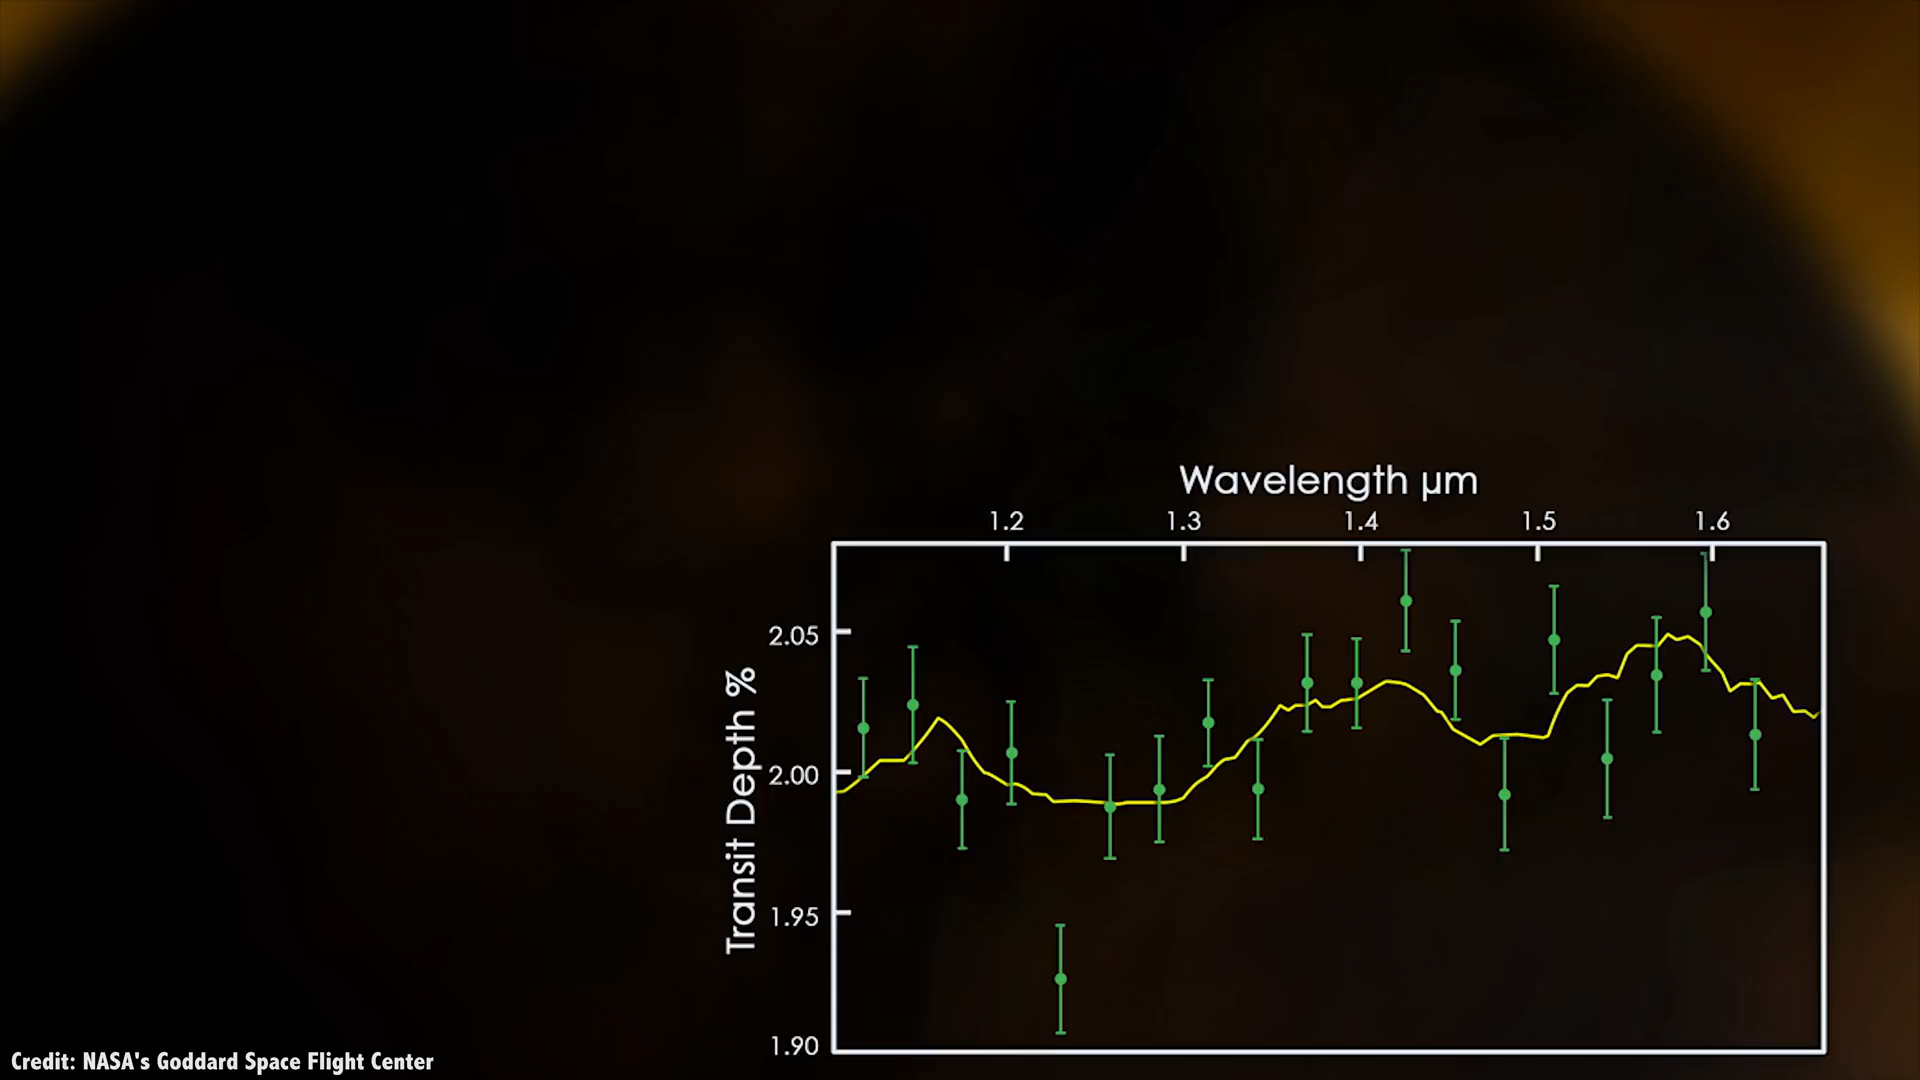 Wavelength µm
1.2 1.3 1.4 1.5 1.6
2.05
2.00
1.95
1.90
Transit Depth %
Credit: NASA's Goddard Space Flight Center